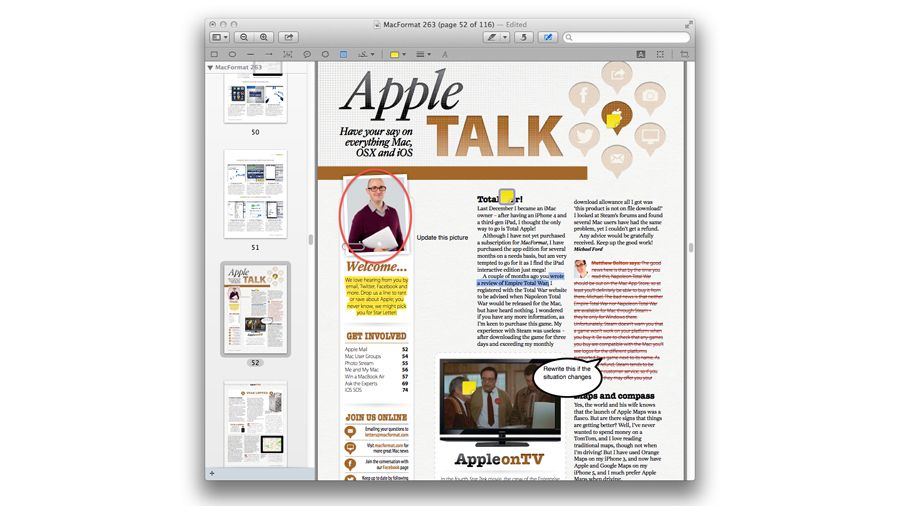 MacFormat 263 (page 52 of 116) — Edited
MacFormat 263
50
51
52
Apple
TALK
Have your say on
everything Mac,
OSX and iOS
Welcome...
We love hearing from you by
email, Twitter, Facebook and
more. Drop us a line to rant
or rave about Apple; you
never know, we might pick
you for Star Letter!
GET INVOLVED
Apple Mail 52
Mac User Groups 54
Photo Stream 55
Me and My Mac 56
Win a MacBook Air 57
Ask the Experts 69
iOS SOS 74
JOIN US ONLINE
Emailing your questions to
letters@macformat.com
Visit macformat.com for
more great Mac news
Join the conversation with
our Facebook page
Keep up to date by following
Update this picture
Last December I became an iMac
owner – after having an iPhone 4 and
a third-gen iPad, I thought the only
way to go is Total Apple!
Although I have not yet purchased
a subscription for MacFormat, I have
purchased the app edition for several
months on a needs basis, but am very
tempted to go for it as I find the iPad
interactive edition just mega!
A couple of months ago you wrote
a review of Empire Total War. I
registered with the Total War website
to be advised when Napoleon Total
War would be released for the Mac,
but have heard nothing. I wondered
if you have any more information, as
I'm keen to purchase this game. My
experience with Steam was useless –
after downloading the game for three
days and exceeding my monthly
download allowance all I got was
'this product is not on file download!'
I looked at Steam's forums and found
several Mac users have had the same
problem, yet I couldn't get a refund.
Any advice would be gratefully
received. Keep up the good work!
Michael Ford
Matthew Bolton says: The good
news here is that by the time you
read this, Napoleon Total War
should be out on the Mac App Store, so at
least you'll definitely be able to buy it from
there, Michael. The bad news is that neither
Empire Total War nor Napoleon Total War
are available for Mac through Steam –
they're only for Windows there.
Unfortunately, Steam doesn't warn you that
a game won't work on your platform when
you buy it. Be sure to check that any games
you buy are compatible with the Mac: you'll
see logos for the different platforms
Rewrite this if the
situation changes
AppleonTV
In the fourth Star Trek movie, the crew of the Enterprise
Maps and compass
Yes, the world and his wife knows
that the launch of Apple Maps was a
fiasco. But are there signs that things
are getting better? Well, I've never
wanted to spend money on a
TomTom, and I love reading
traditional maps, though not when
I'm driving! But I have used Orange
Maps on my iPhone 3, and now have
Apple and Google Maps on my
iPhone 5, and I much prefer Apple
Maps when driving.